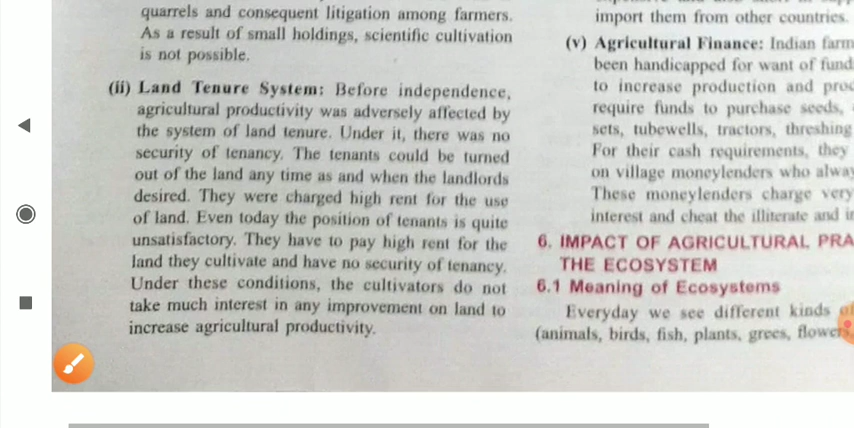 quarrels and consequent litigation among farmers.
As a result of small holdings, scientific cultivation
is not possible.
(ii) Land Tenure System: Before independence,
agricultural productivity was adversely affected by
the system of land tenure. Under it, there was no
security of tenancy. The tenants could be turned
out of the land any time as and when the landlords
desired. They were charged high rent for the use
of land. Even today the position of tenants is quite
unsatisfactory. They have to pay high rent for the
land they cultivate and have no security of tenancy.
Under these conditions, the cultivators do not
take much interest in any improvement on land to
increase agricultural productivity.
import them from other countries.
(v) Agricultural Finance: Indian farm
been handicapped for want of fund
to increase production and
require funds to purchase seeds,
sets, tubewells, tractors, threshing
For their cash requirements, they
on village moneylenders who
These moneylenders charge very
interest and cheat the illiterate and
6. IMPACT OF AGRICULTURAL PRA
THE ECOSYSTEM
6.1 Meaning of Ecosystems
Everyday we see different kinds
(animals, birds, fish, plants, grees, flowers,